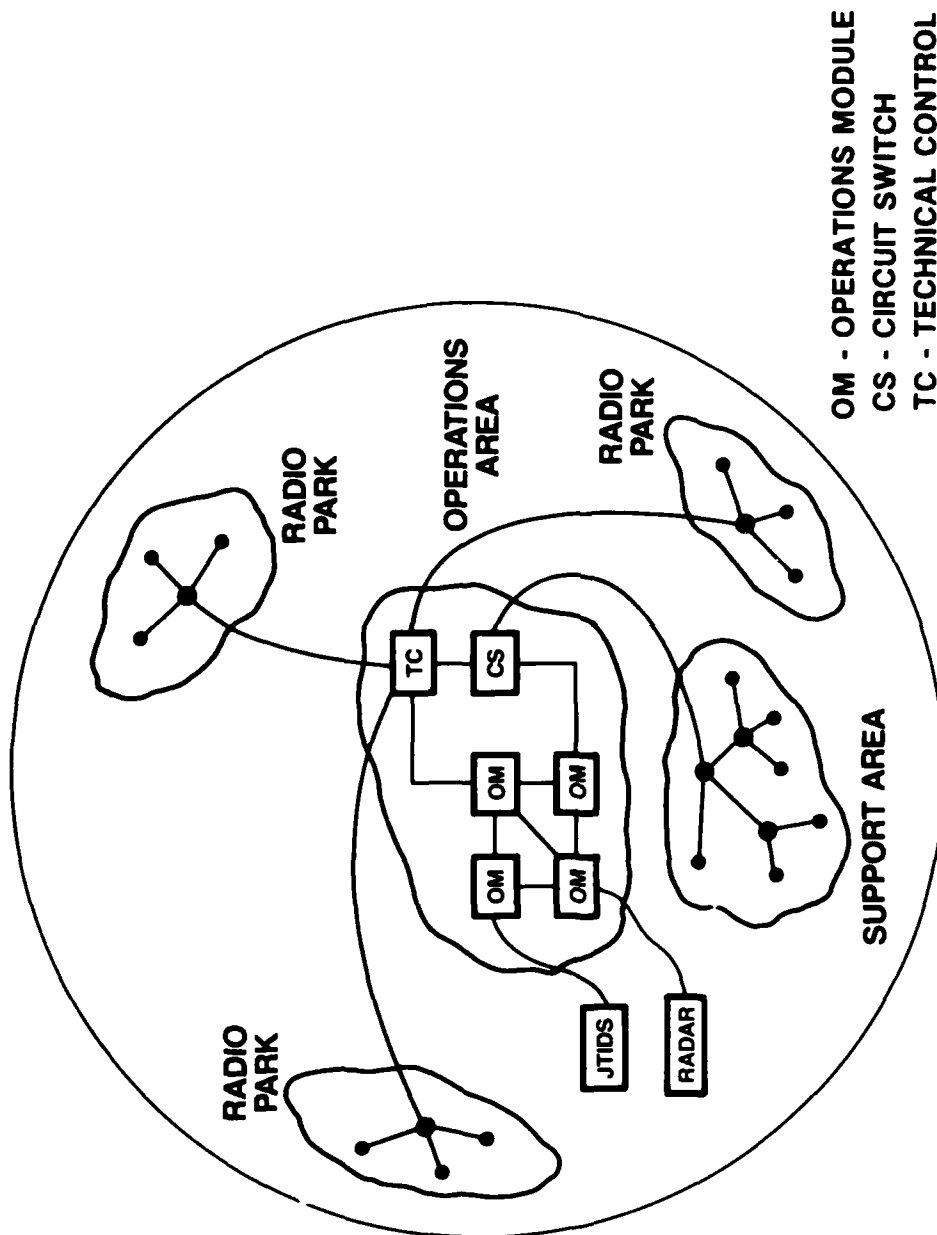 RADIO
PARK
RADIO
PARK
OPERATIONS
AREA
RADIO
PARK
TC
CS
OM
OM
OM
OM
JTIDS
RADAR
SUPPORT AREA
OM - OPERATIONS MODULE
CS - CIRCUIT SWITCH
TC - TECHNICAL CONTROL